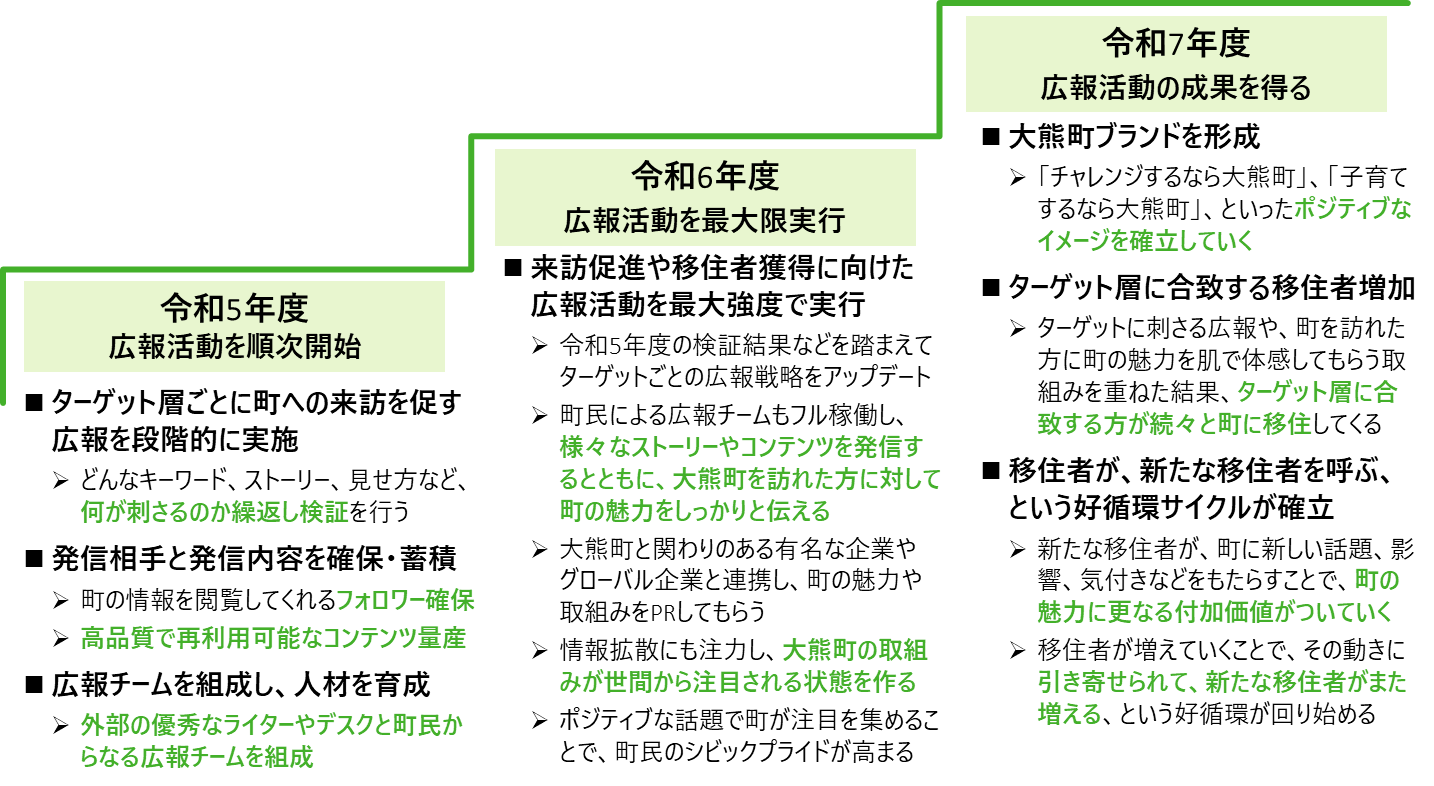 令和5年度
広報活動を順次開始
■ ターゲット層ごとに町への来訪を促す
広報を段階的に実施
➢ どんなキーワード、ストーリー、見せ方など、
何が刺さるのか繰返し検証を行う
■ 発信相手と発信内容を確保・蓄積
➢ 町の情報を閲覧してくれるフォロワー確保
➢ 高品質で再利用可能なコンテンツ量産
■ 広報チームを組成し、人材を育成
➢ 外部の優秀なライターやデスクと町民か
らなる広報チームを組成
令和6年度
広報活動を最大限実行
■ 来訪促進や移住者獲得に向けた
広報活動を最大強度で実行
➢ 令和5年度の検証結果などを踏まえて
ターゲットごとの広報戦略をアップデート
➢ 町民による広報チームもフル稼働し、
様々なストーリーやコンテンツを発信す
るとともに、大熊町を訪れた方に対して
町の魅力をしっかりと伝える
➢ 大熊町と関わりのある有名な企業や
グローバル企業と連携し、町の魅力や
取組みをPRしてもらう
➢ 情報拡散にも注力し、大熊町の取組
みが世間から注目される状態を作る
➢ ポジティブな話題で町が注目を集めるこ
とで、町民のシビックプライドが高まる
令和7年度
広報活動の成果を得る
■ 大熊町ブランドを形成
➢ 「チャレンジするなら大熊町」、「子育て
するなら大熊町」、といったポジティブな
イメージを確立していく
■ ターゲット層に合致する移住者増加
➢ ターゲットに刺さる広報や、町を訪れた
方に町の魅力を肌で体感してもらう取
組みを重ねた結果、ターゲット層に合
致する方が続々と町に移住してくる
■ 移住者が、新たな移住者を呼ぶ、
という好循環サイクルが確立
➢ 新たな移住者が、町に新しい話題、影
響、気付きなどをもたらすことで、町の
魅力に更なる付加価値がついていく
➢ 移住者が増えていくことで、その動きに
引き寄せられて、新たな移住者がまた
増える、という好循環が回り始める